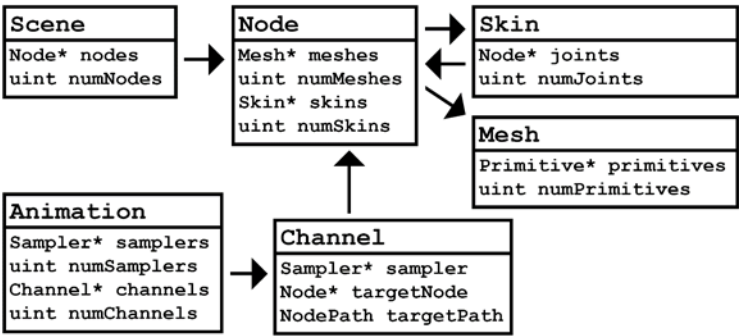 Scene
Node* nodes
uint numNodes
Node
Mesh* meshes
uint numMeshes
Skin* skins
uint numSkins
Skin
Node* joints
uint numJoints
Mesh
Primitive* primitives
uint numPrimitives
Animation
Sampler* samplers
uint numSamplers
Channel* channels
uint numChannels
Channel
Sampler* sampler
Node* targetNode
NodePath targetPath